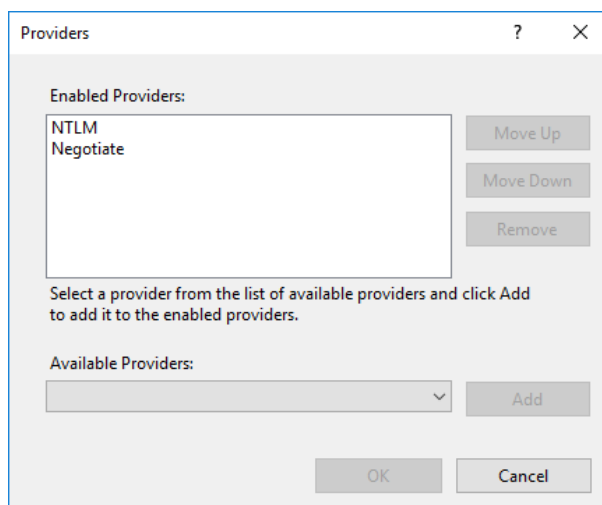 Providers
?
Enabled Providers:
NTLM
Negotiate
Move Up
Move Down
Remove
Select a provider from the list of available providers and click Add
to add it to the enabled providers.
Available Providers:
Add
OK
Cancel